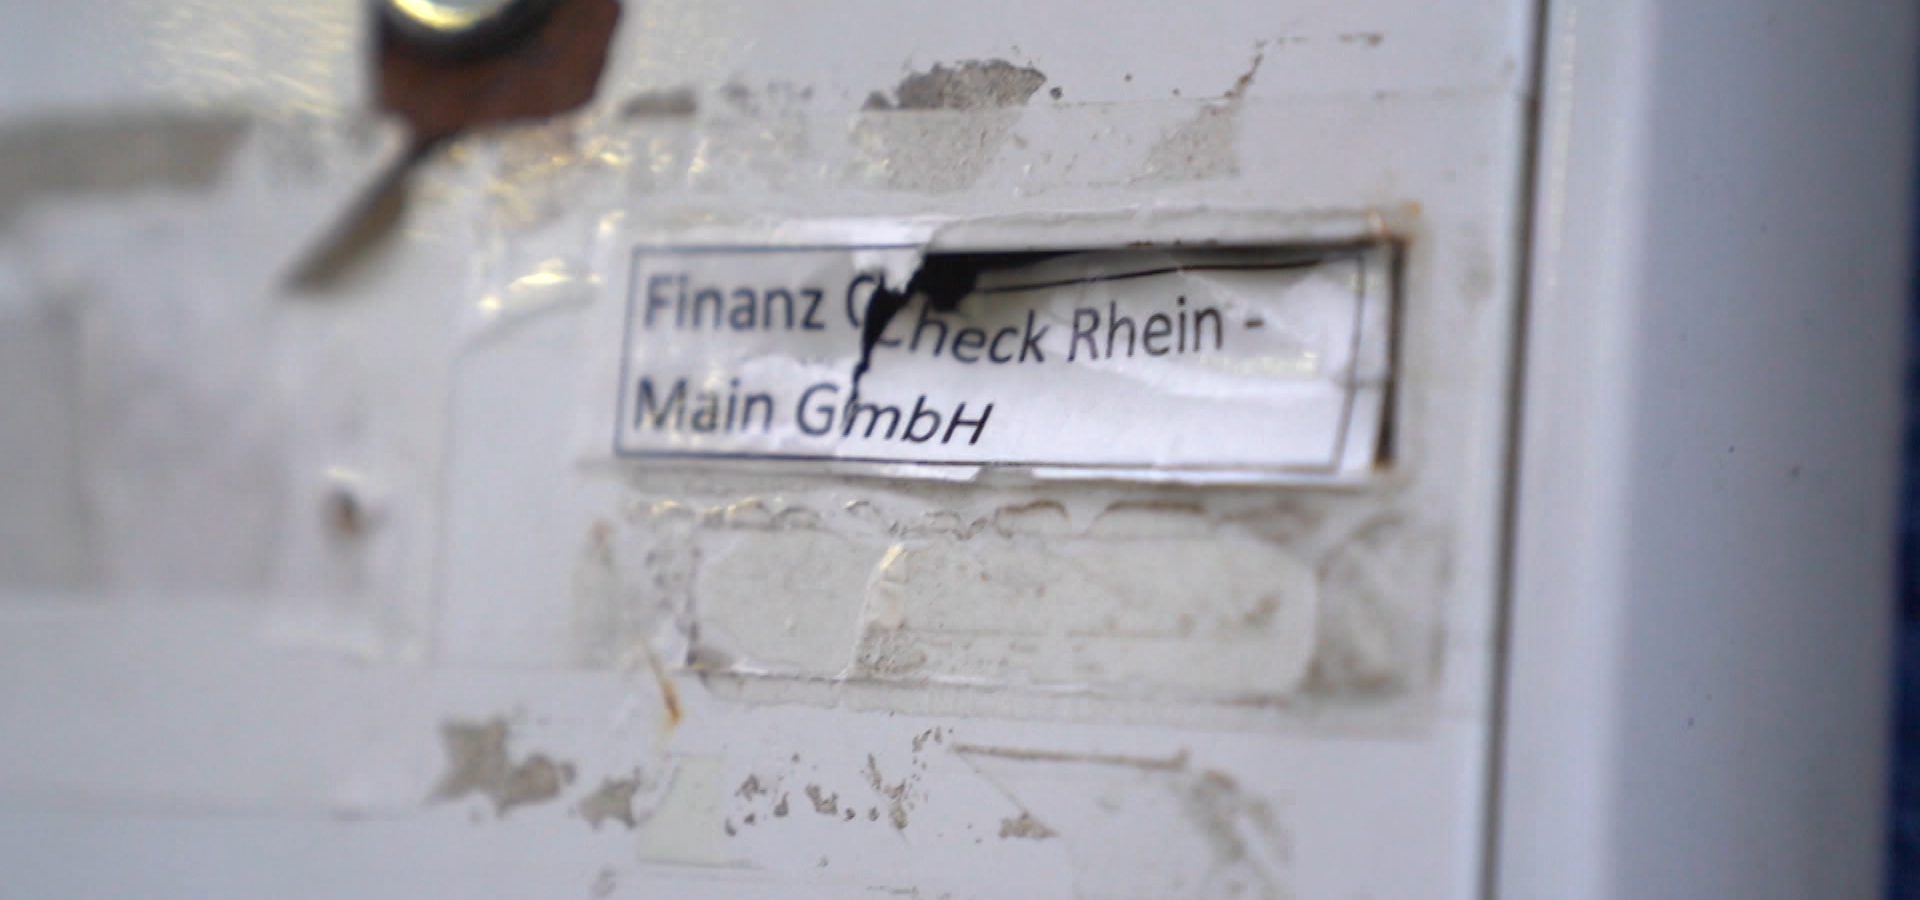 Finanz Check Rhein -
Main GmbH